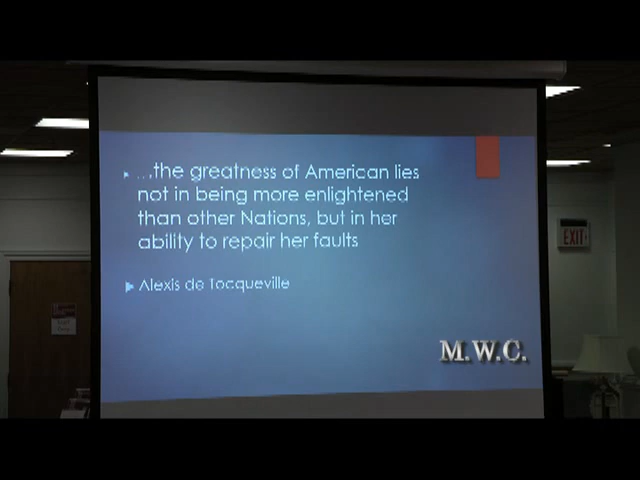 ...the greatness of American lies
not in being more enlightened
than other Nations, but in her
ability to repair her faults
Alexis de Tocqueville
EXIT
M.W.C.